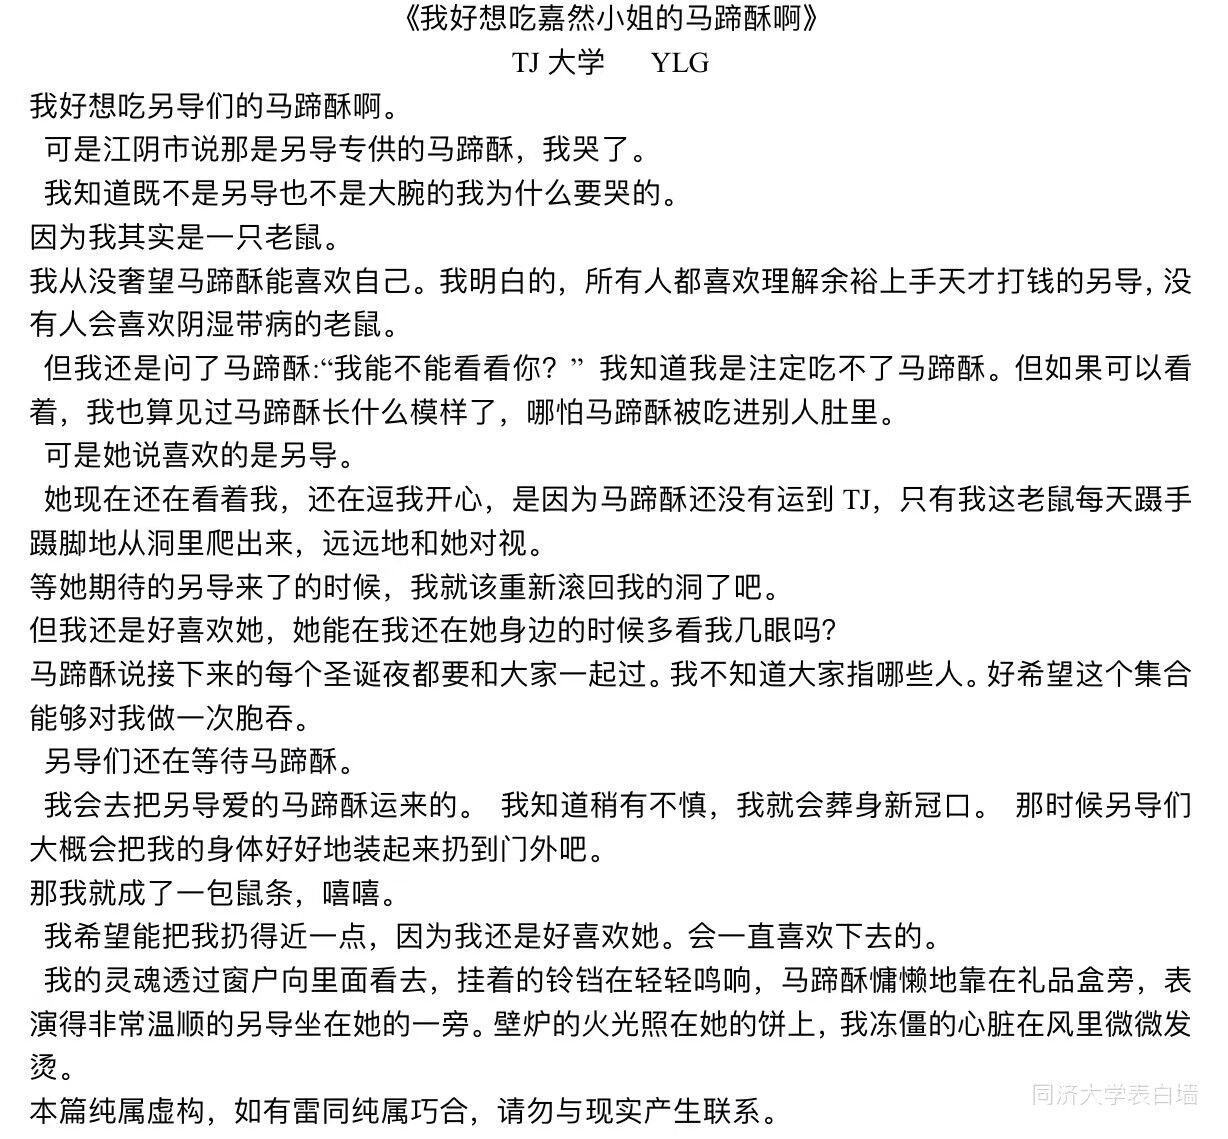 《我好想吃嘉然小姐的马蹄酥啊》
TJ 大学 YLG
我好想吃另导们的马蹄酥啊。
可是江阴市说那是另导专供的马蹄酥，我哭了。
我知道既不是另导也不是大腕的我为什么要哭的。
因为我其实是一只老鼠。
我从没奢望马蹄酥能喜欢自己。我明白的，所有人都喜欢理解余裕上手天才打钱的另导，没
有人会喜欢阴湿带病的老鼠。
但我还是问了马蹄酥:“我能不能看看你？” 我知道我是注定吃不了马蹄酥。但如果可以看
着，我也算见过马蹄酥长什么模样了，哪怕马蹄酥被吃进别人肚里。
可是她说喜欢的是另导。
她现在还在看着我，还在逗我开心，是因为马蹄酥还没有运到 TJ，只有我这老鼠每天蹑手
蹑脚地从洞里爬出来，远远地和她对视。
等她期待的另导来了的时候，我就该重新滚回我的洞了吧。
但我还是好喜欢她，她能在我还在她身边的时候多看我几眼吗？
马蹄酥说接下来的每个圣诞夜都要和大家一起过。我不知道大家指哪些人。好希望这个集合
能够对我做一次胞吞。
另导们还在等待马蹄酥。
我会去把另导爱的马蹄酥运来的。 我知道稍有不慎，我就会葬身新冠口。 那时候另导们
大概会把我的身体好好地装起来扔到门外吧。
那我就成了一包鼠条，嘻嘻。
我希望能把我扔得近一点，因为我还是好喜欢她。会一直喜欢下去的。
我的灵魂透过窗户向里面看去，挂着的铃铛在轻轻鸣响，马蹄酥慵懒地靠在礼品盒旁，表
演得非常温顺的另导坐在她的一旁。壁炉的火光照在她的饼上，我冻僵的心脏在风里微微发
烫。
本篇纯属虚构，如有雷同纯属巧合，请勿与现实产生联系。
同济大学表白墙